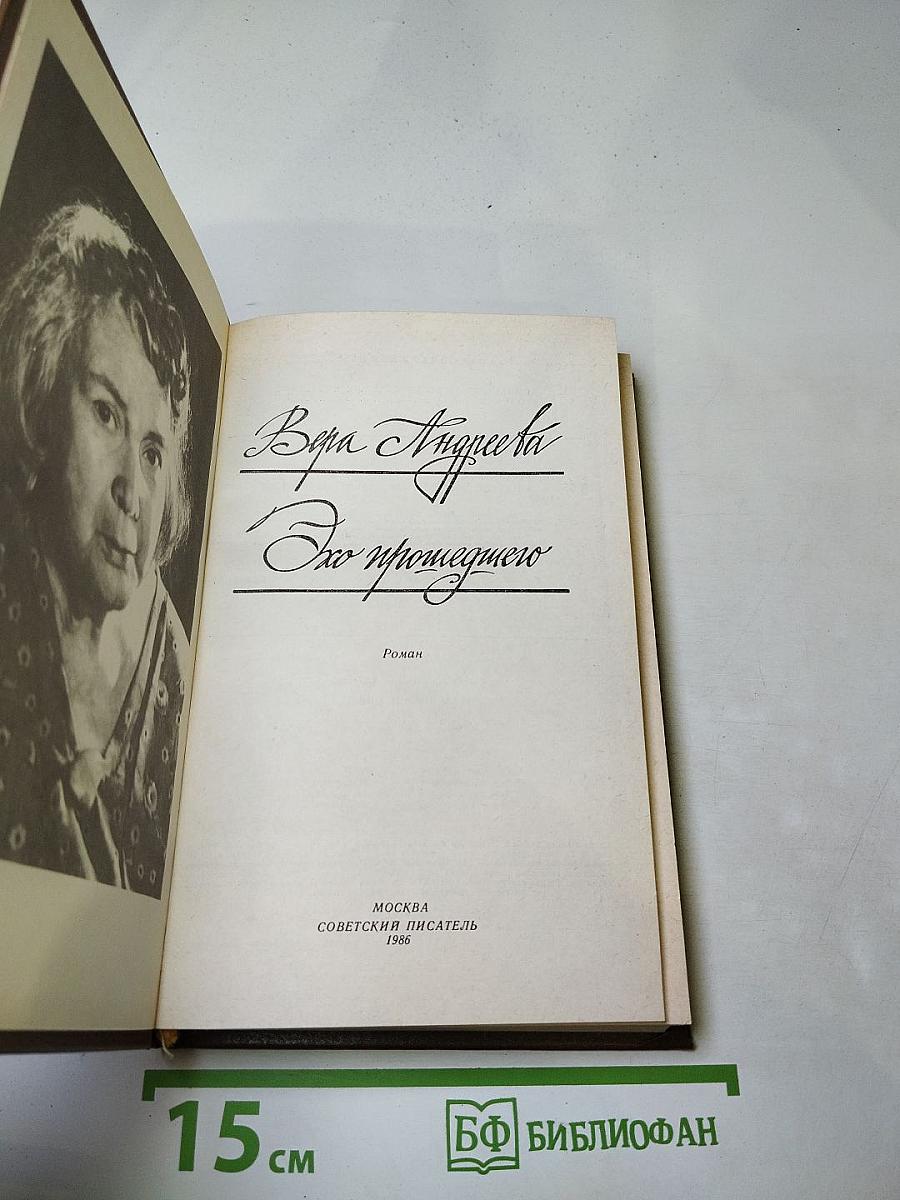 Вера Андреева
Эхо прошедшего
Роман
МОСКВА
СОВЕТСКИЙ ПИСАТЕЛЬ
1986
15 см
БФ БИБЛИОФАН